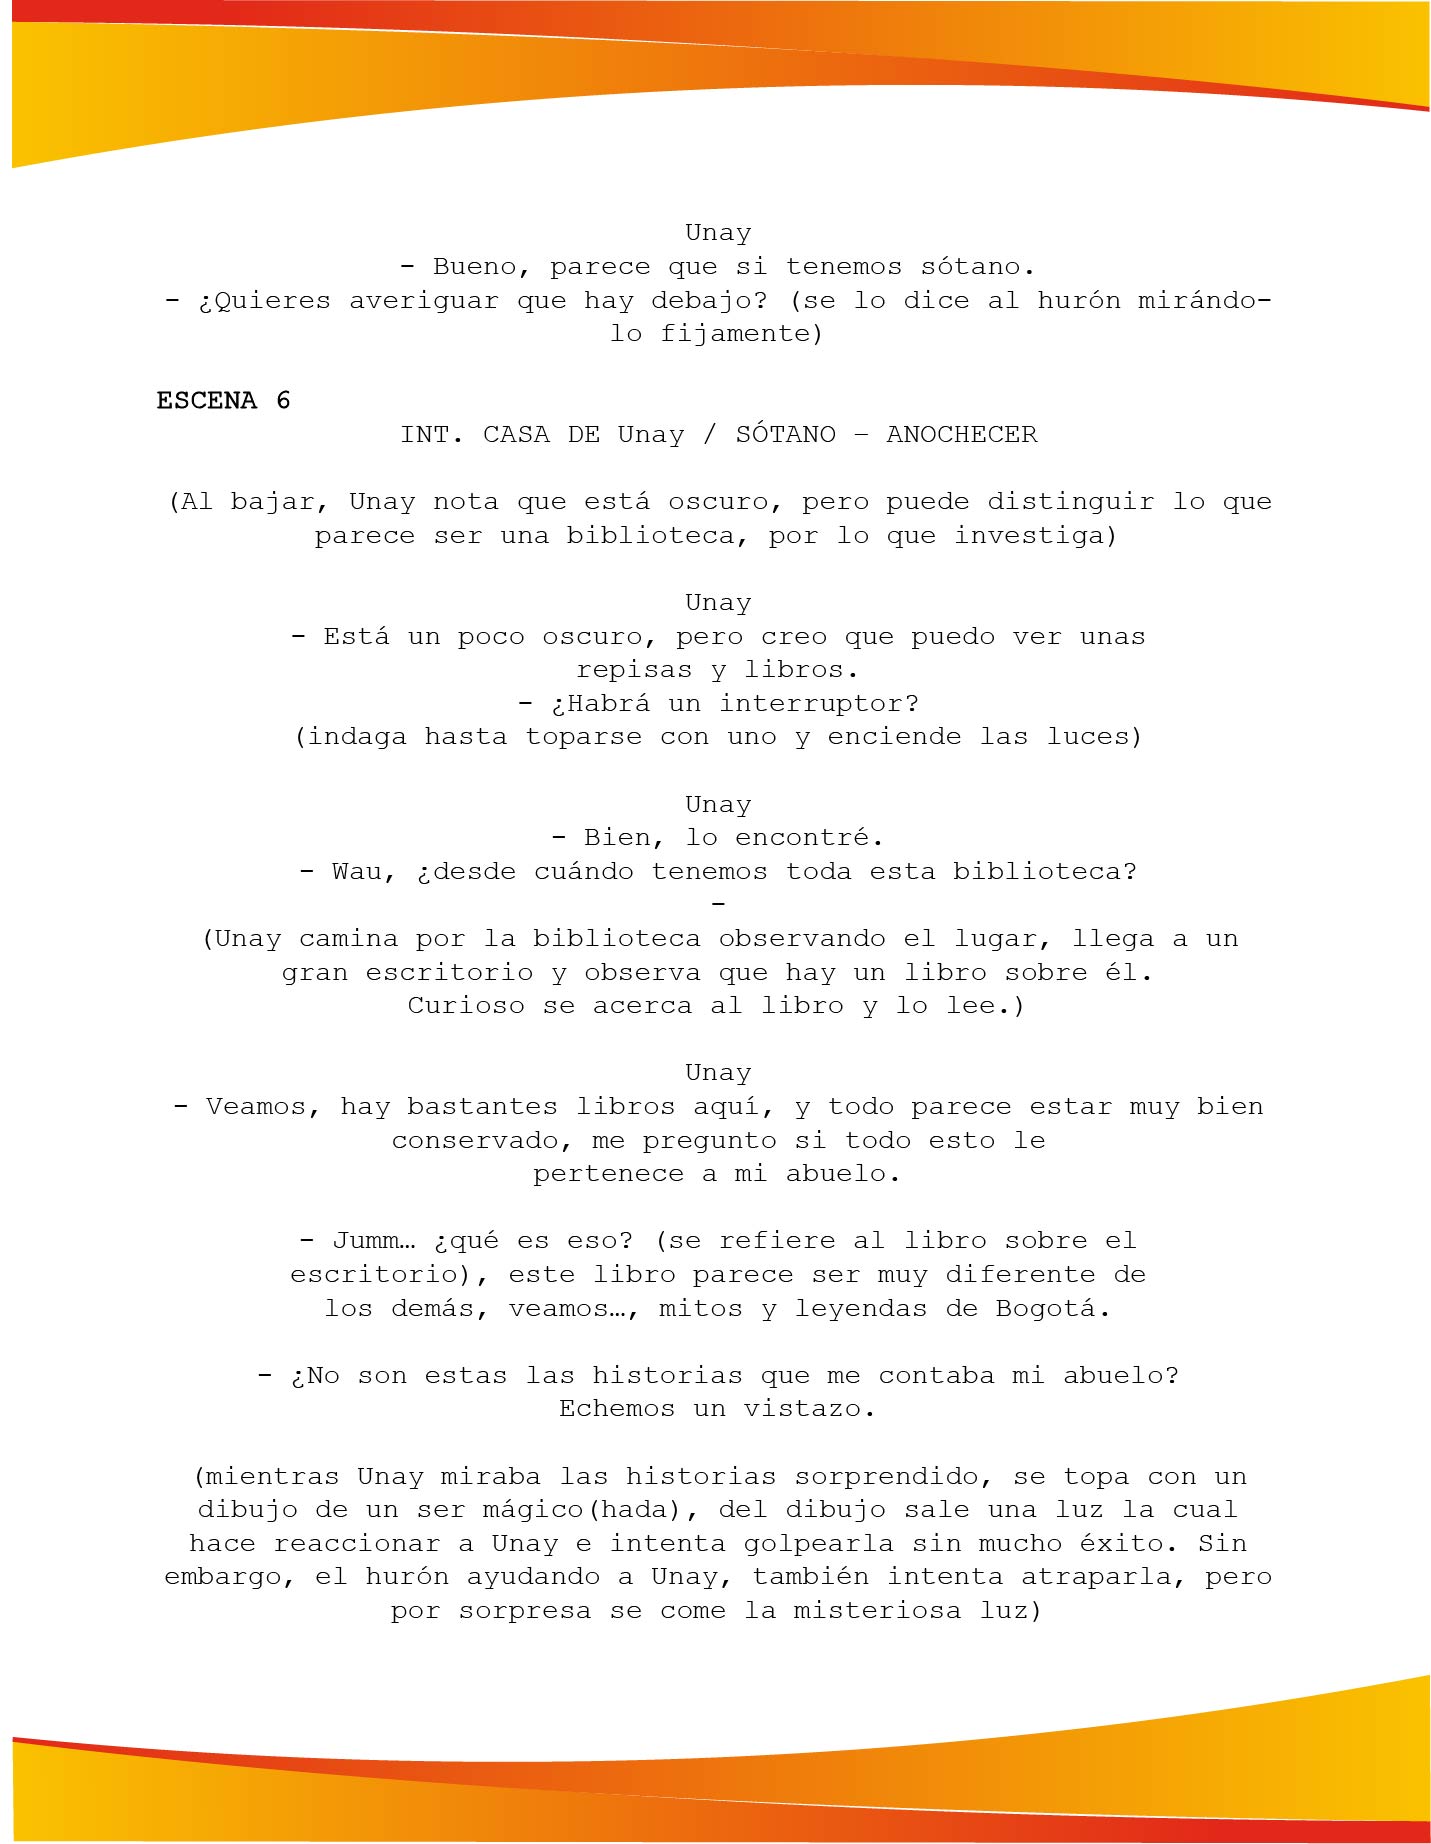 Unay
- Bueno, parece que si tenemos sótano.
- ¿Quieres averiguar que hay debajo? (se lo dice al hurón mirándo-
lo fijamente)
ESCENA 6
INT. CASA DE Unay / SÓTANO – ANOCHECER
(Al bajar, Unay nota que está oscuro, pero puede distinguir lo que
parece ser una biblioteca, por lo que investiga)
Unay
- Está un poco oscuro, pero creo que puedo ver unas
repisas y libros.
- ¿Habrá un interruptor?
(indaga hasta toparse con uno y enciende las luces)
Unay
- Bien, lo encontré.
- Wau, ¿desde cuándo tenemos toda esta biblioteca?
-
(Unay camina por la biblioteca observando el lugar, llega a un
gran escritorio y observa que hay un libro sobre él.
Curioso se acerca al libro y lo lee.)
Unay
- Veamos, hay bastantes libros aquí, y todo parece estar muy bien
conservado, me pregunto si todo esto le
pertenece a mi abuelo.
- Jumm… ¿qué es eso? (se refiere al libro sobre el
escritorio), este libro parece ser muy diferente de
los demás, veamos…, mitos y leyendas de Bogotá.
- ¿No son estas las historias que me contaba mi abuelo?
Echemos un vistazo.
(mientras Unay miraba las historias sorprendido, se topa con un
dibujo de un ser mágico(hada), del dibujo sale una luz la cual
hace reaccionar a Unay e intenta golpearla sin mucho éxito. Sin
embargo, el hurón ayudando a Unay, también intenta atraparla, pero
por sorpresa se come la misteriosa luz)